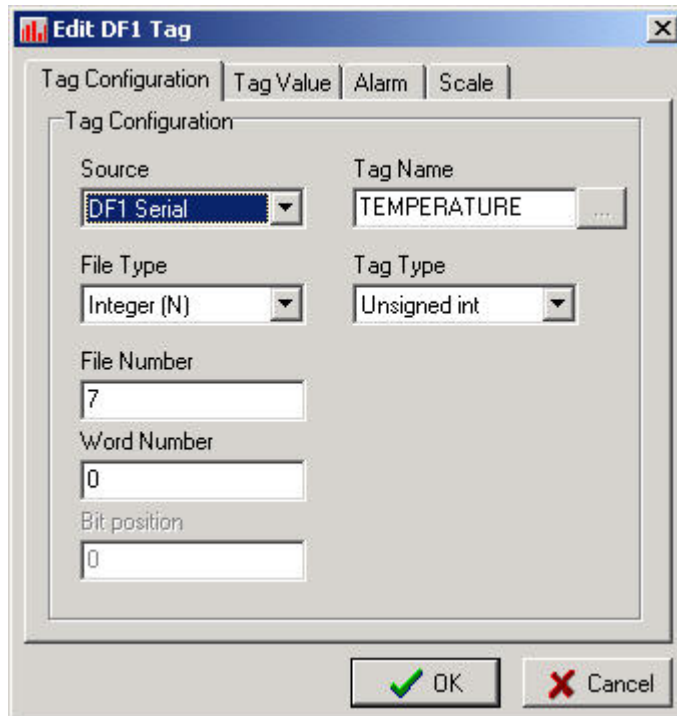 Edit DF1 Tag
Tag Configuration Tag Value Alarm Scale
Tag Configuration
Source Tag Name
DF1 Serial TEMPERATURE ...
File Type Tag Type
Integer (N) Unsigned int
File Number
7
Word Number
0
Bit position
0
OK Cancel